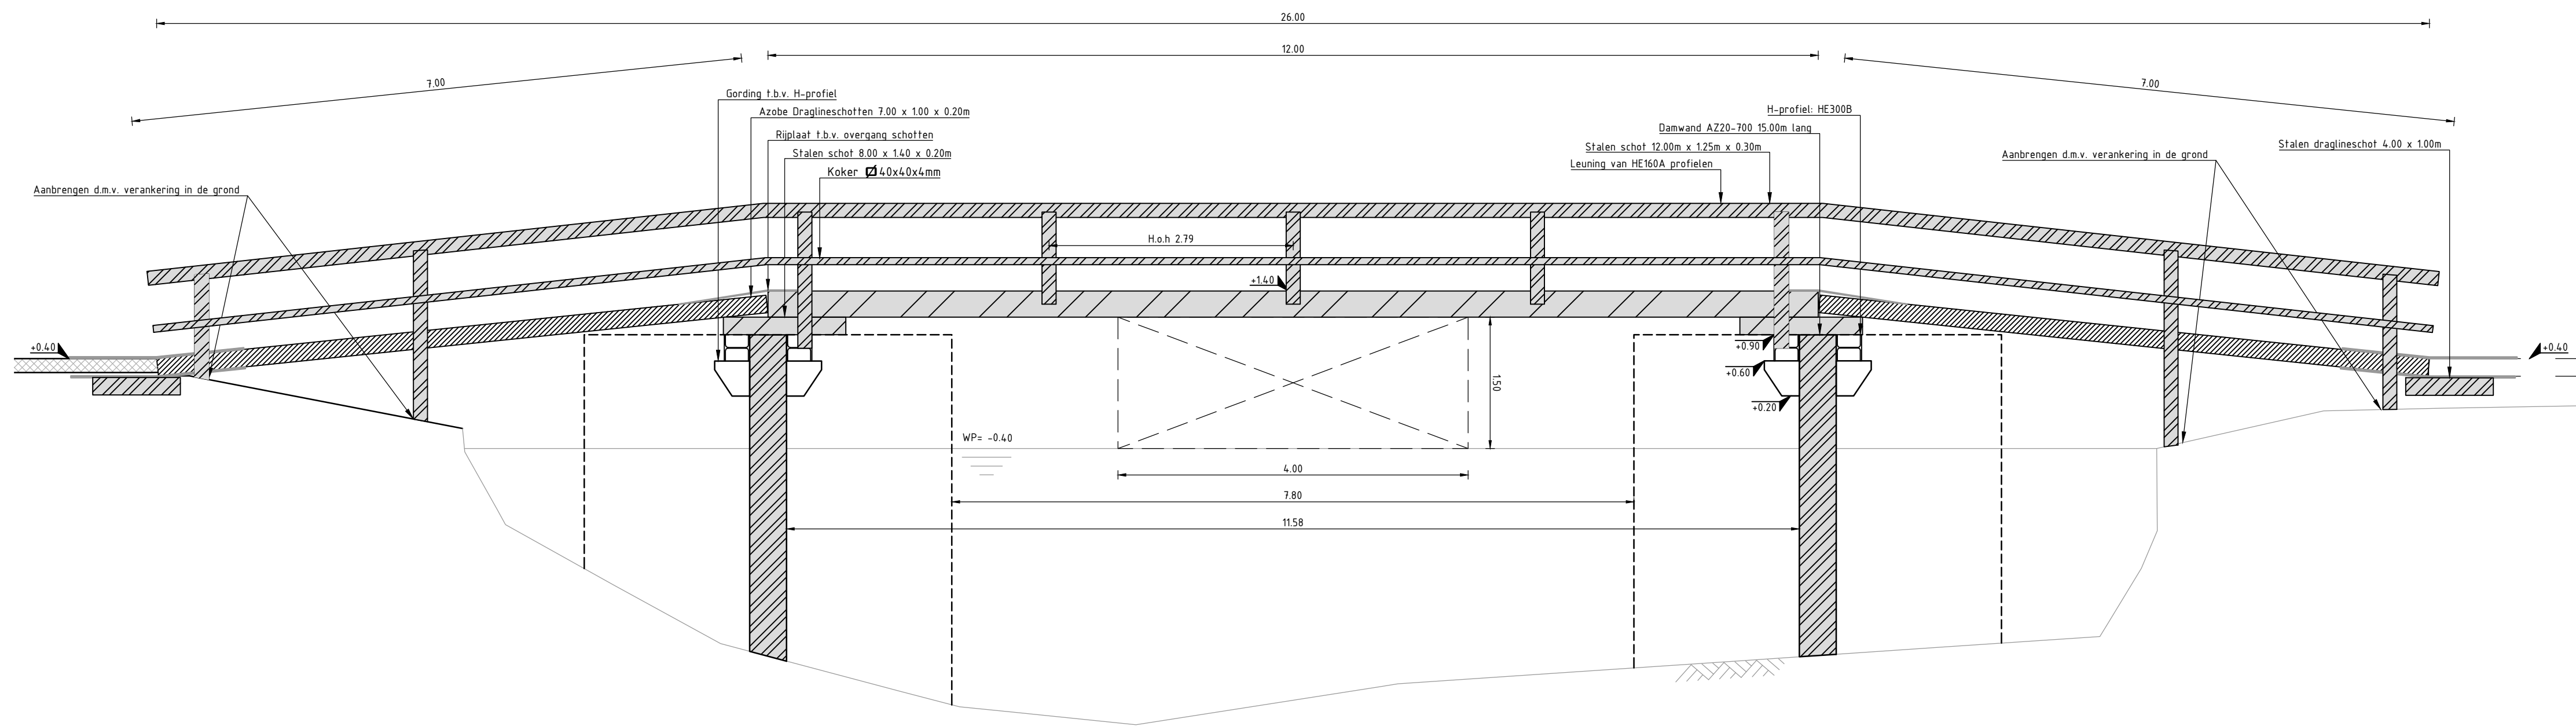 26.00
12.00
7.00
7.00
Gording t.b.v. H-profiel
Azobe Draglineschotten 7.00 x 1.00 x 0.20m
Rijplaat t.b.v. overgang schotten
Stalen schot 8.00 x 1.40 x 0.20m
Koker 40x40x4mm
H-profiel: HE300B
Damwand AZ20-700 15.00m lang
Stalen schot 12.00m x 1.25m x 0.30m
Leuning van HE160A profielen
Stalen draglineschot 4.00 x 1.00m
Aanbrengen d.m.v. verankering in de grond
Aanbrengen d.m.v. verankering in de grond
H.o.h 2.79
+1.40
+0.40
+0.90
+0.40
+0.60
+0.20
1.50
WP= -0.40
4.00
7.80
11.58